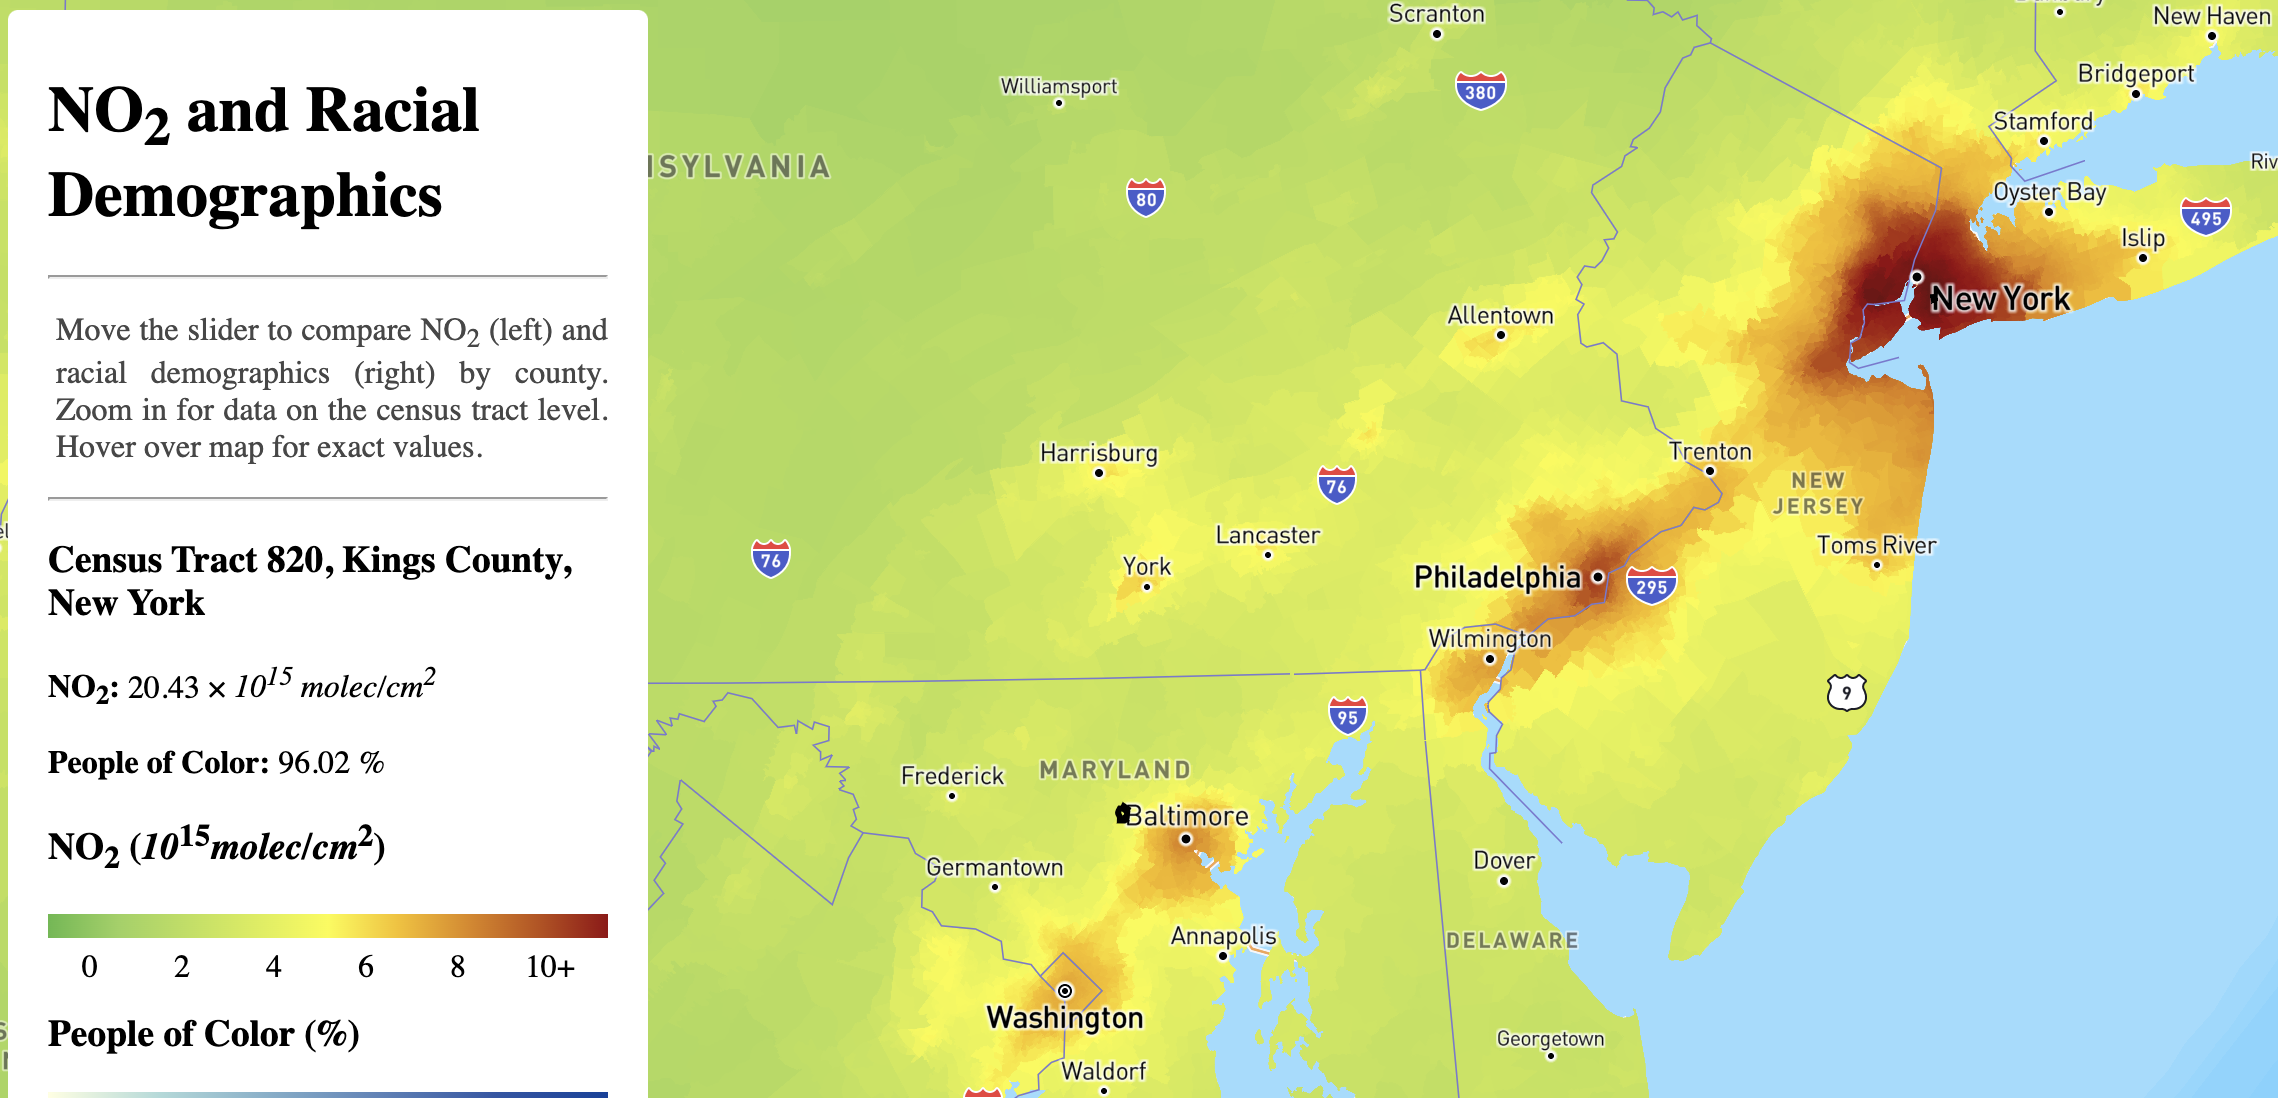 NO2 and Racial
Demographics
Move the slider to compare NO2 (left) and
racial demographics (right) by county.
Zoom in for data on the census tract level.
Hover over map for exact values.
Census Tract 820, Kings County,
New York
NO2: 20.43 × 10^15 molec/cm^2
People of Color: 96.02 %
NO2 (10^15molec/cm^2)
0 2 4 6 8 10+
People of Color (%)
Scranton
New Haven
Williamsport
380
Bridgeport
Stamford
SYLVANIA
80
Oyster Bay
495
Islip
New York
Allentown
Harrisburg
76
Trenton
NEW
JERSEY
Lancaster
76
York
Toms River
Philadelphia
295
Wilmington
9
95
Frederick
MARYLAND
Baltimore
Germantown
Dover
Annapolis
DELAWARE
Washington
Georgetown
Waldorf